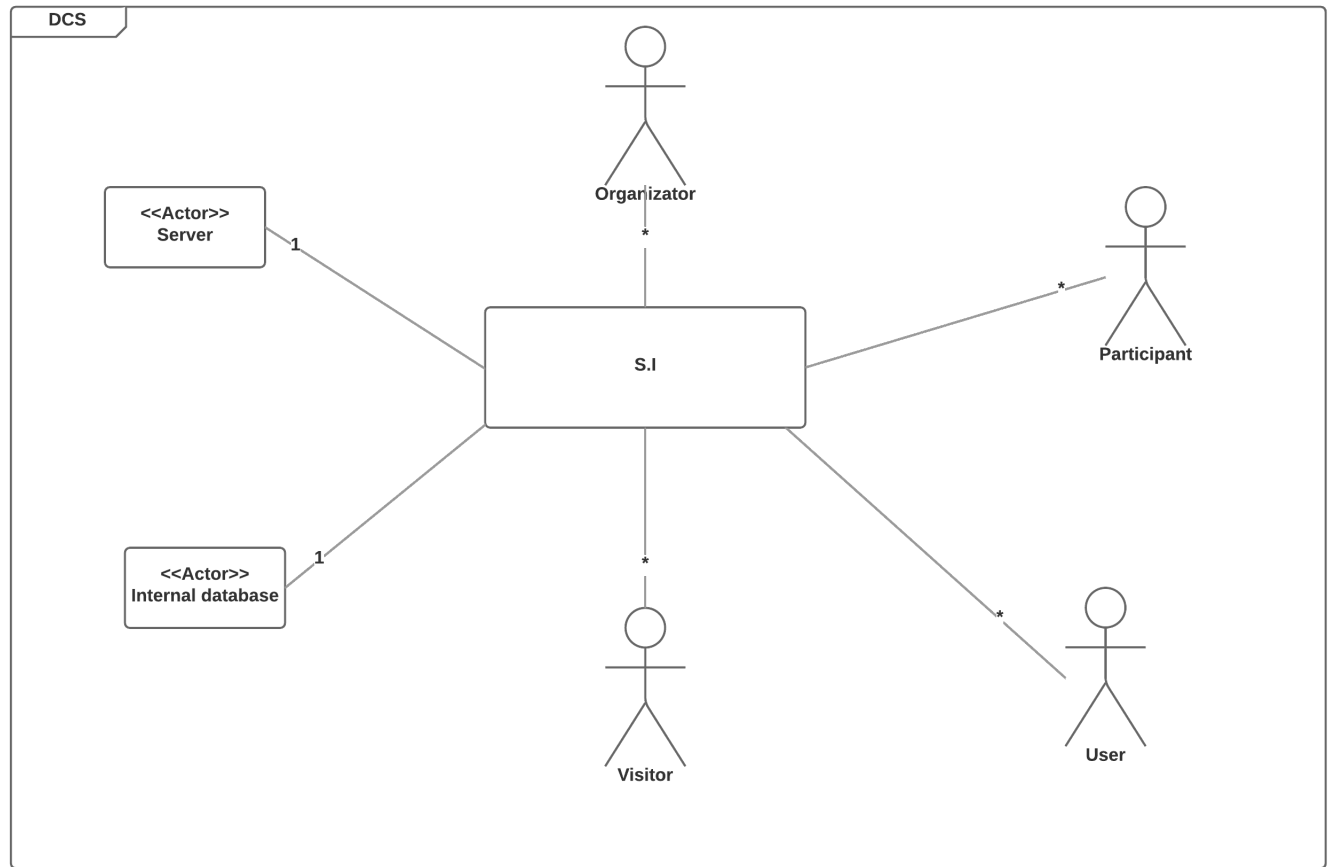 DCS
Organizator
*
<<Actor>>
Server
1
*
Participant
S.I
<<Actor>>
Internal database
1
*
*
Visitor
User